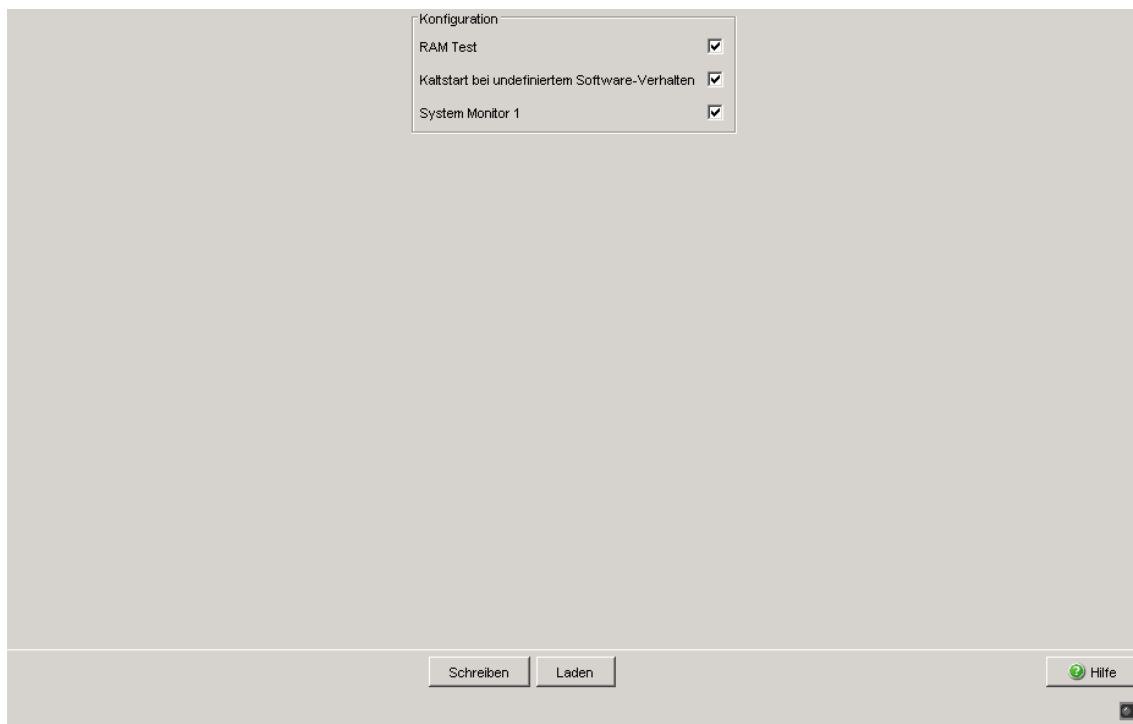 Konfiguration
RAM Test
Kaltstart bei undefiniertem Software-Verhalten
System Monitor 1
Schreiben
Laden
Hilfe